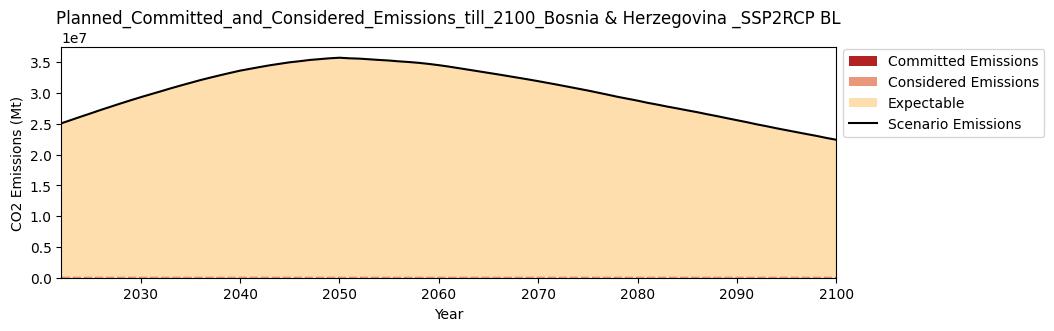 Planned_Committed_and_Considered_Emissions_till_2100_Bosnia & Herzegovina _SSP2RCP BL
1e7
3.5
3.0
2.5
2.0
1.5
1.0
0.5
0.0
CO2 Emissions (Mt)
2030 2040 2050 2060 2070 2080 2090 2100
Year
Committed Emissions
Considered Emissions
Expectable
Scenario Emissions